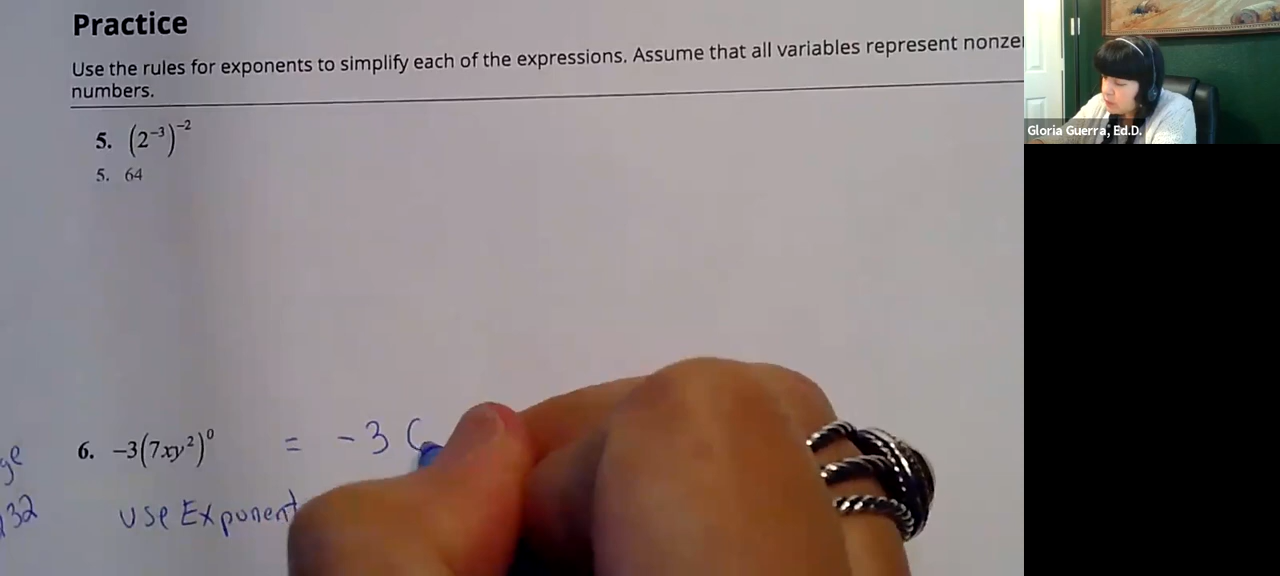 Practice
Use the rules for exponents to simplify each of the expressions. Assume that all variables represent
numbers.
5. (2⁻³)⁻²
5. 64
6. −3(7xy²)⁰ = −3 (
use Exponent
32
Gloria Guerra, Ed.D.